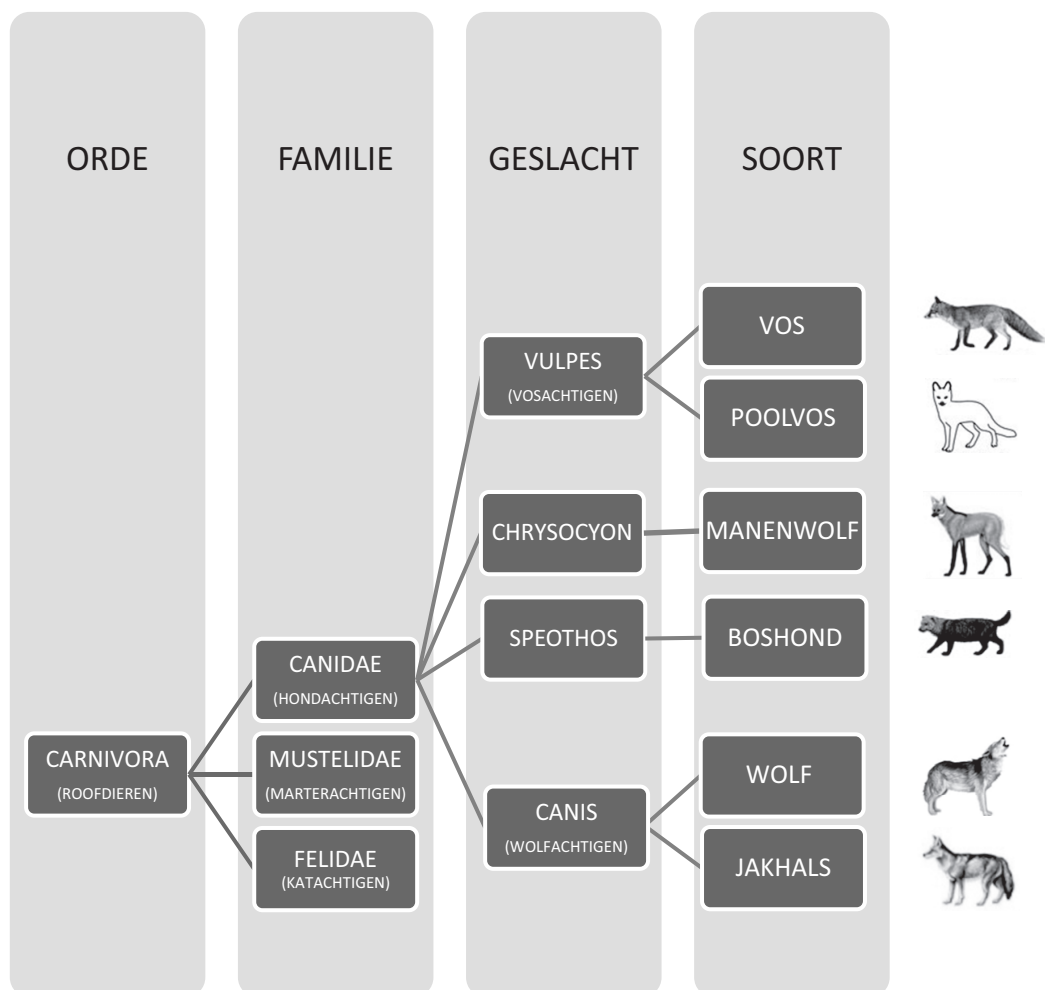 ORDE
FAMILIE
GESLACHT
SOORT
VOS
VULPES
(VOSACHTIGEN)
POOLVOS
CHRYSOCYON
MANENWOLF
SPEOTHOS
BOSHOND
CANIDAE
(HONDACHTIGEN)
CARNIVORA
(ROOFDIEREN)
MUSTELIDAE
(MARTERACHTIGEN)
WOLF
CANIS
(WOLFACHTIGEN)
FELIDAE
(KATACHTIGEN)
JAKHALS